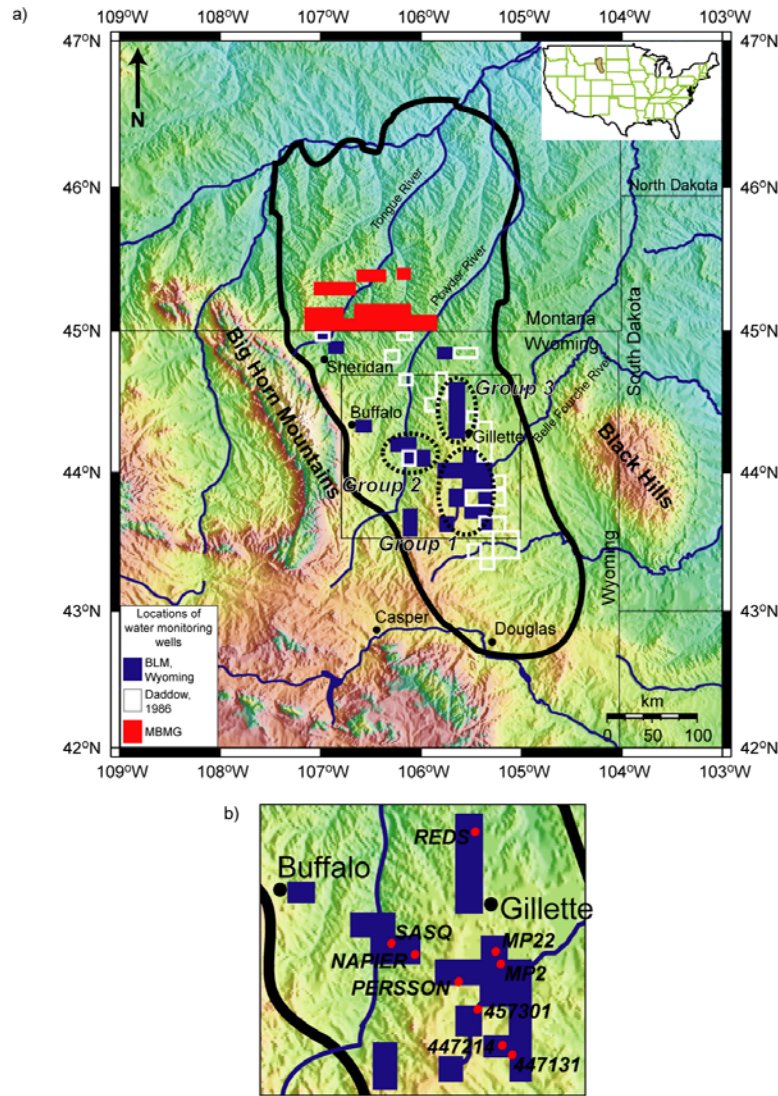 a)
109°W 108°W 107°W 106°W 105°W 104°W 103°W
47°N
47°N
N
North Dakota
46°N
46°N
Tongue River
Powder River
South Dakota
45°N
45°N
Montana
Wyoming
Sheridan
Big Horn Mountains
Group 3
Belle Fourche River
Buffalo
Gillette
Black Hills
44°N
44°N
Group 2
Group 1
Wyoming
43°N
43°N
Casper
Douglas
Locations of
water monitoring
wells
BLM,
Wyoming
Daddow,
1986
MBMG
km
0 50 100
42°N
42°N
109°W 108°W 107°W 106°W 105°W 104°W 103°W
b)
REDS
Buffalo
Gillette
SASQ
MP22
NAPIER
MP2
PERSSON
457301
447214
447131